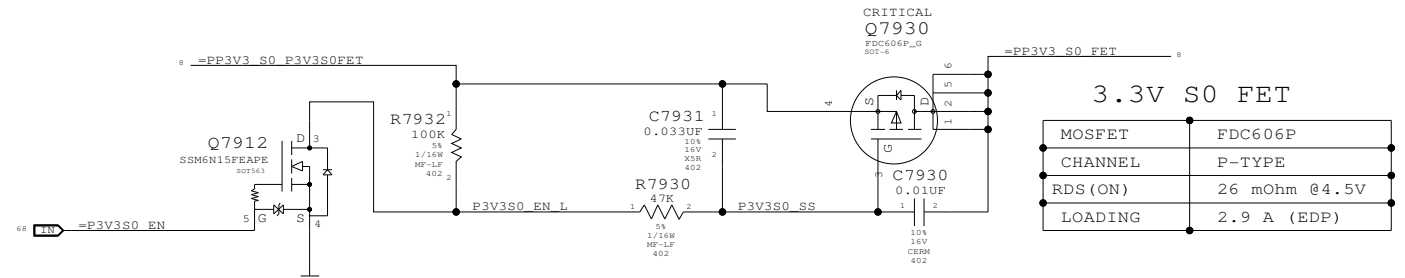 CRITICAL
Q7930
FDC606P_G
SOT-6
8 =PP3V3_S0_P3V3S0FET
=PP3V3_S0_FET 8
6
5
2
1
4
S
D
G
3
3.3V S0 FET
MOSFET FDC606P
CHANNEL P-TYPE
RDS(ON) 26 mOhm @4.5V
LOADING 2.9 A (EDP)
Q7912
SSM6N15FEAPE
SOT563
D 3
5 G S 4
R7932
100K
5%
1/16W
MF-LF
402
1
2
C7931
0.033UF
10%
16V
X5R
402
1
2
R7930
47K
1 2
5%
1/16W
MF-LF
402
P3V3S0_EN_L
P3V3S0_SS
C7930
0.01UF
1 2
10%
16V
CERM
402
68 IN =P3V3S0_EN